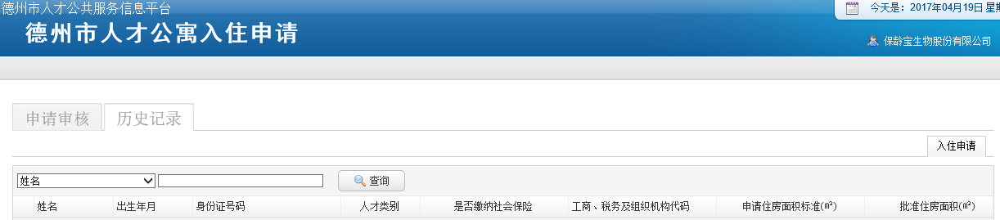 德州市人才公共服务信息平台
今天是：2017年04月19日 星期
德州市人才公寓入住申请
保龄宝生物股份有限公司
申请审核 历史记录
入住申请
姓名 查询
姓名 出生年月 身份证号码 人才类别 是否缴纳社会保险 工商、税务及组织机构代码 申请住房面积标准(㎡) 批准住房面积(㎡)